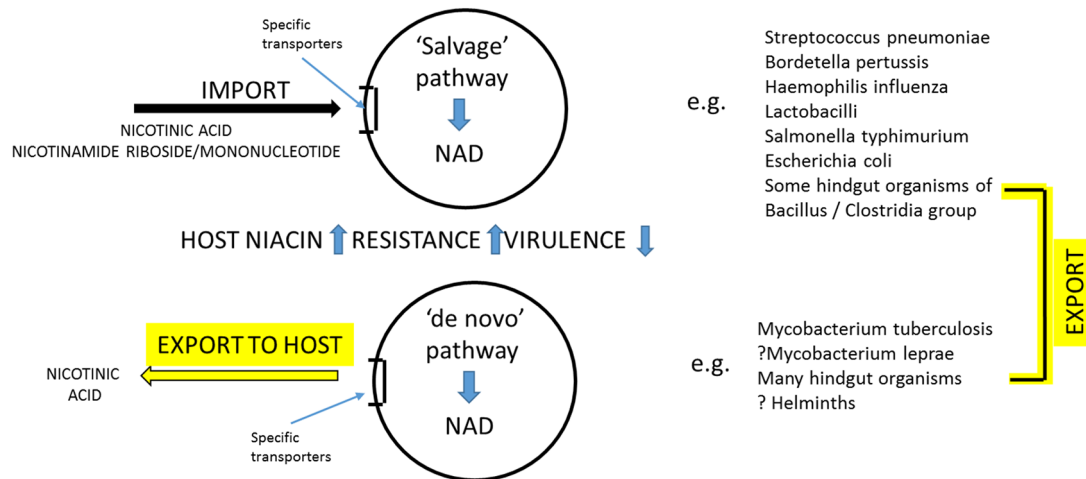 Specific
transporters
'Salvage'
pathway
NAD
IMPORT
NICOTINIC ACID
NICOTINAMIDE RIBOSIDE/MONONUCLEOTIDE
e.g.
Streptococcus pneumoniae
Bordetella pertussis
Haemophilis influenza
Lactobacilli
Salmonella typhimurium
Escherichia coli
Some hindgut organisms of
Bacillus / Clostridia group
HOST NIACIN RESISTANCE VIRULENCE
EXPORT
EXPORT TO HOST
NICOTINIC
ACID
'de novo'
pathway
NAD
Specific
transporters
e.g.
Mycobacterium tuberculosis
?Mycobacterium leprae
Many hindgut organisms
? Helminths